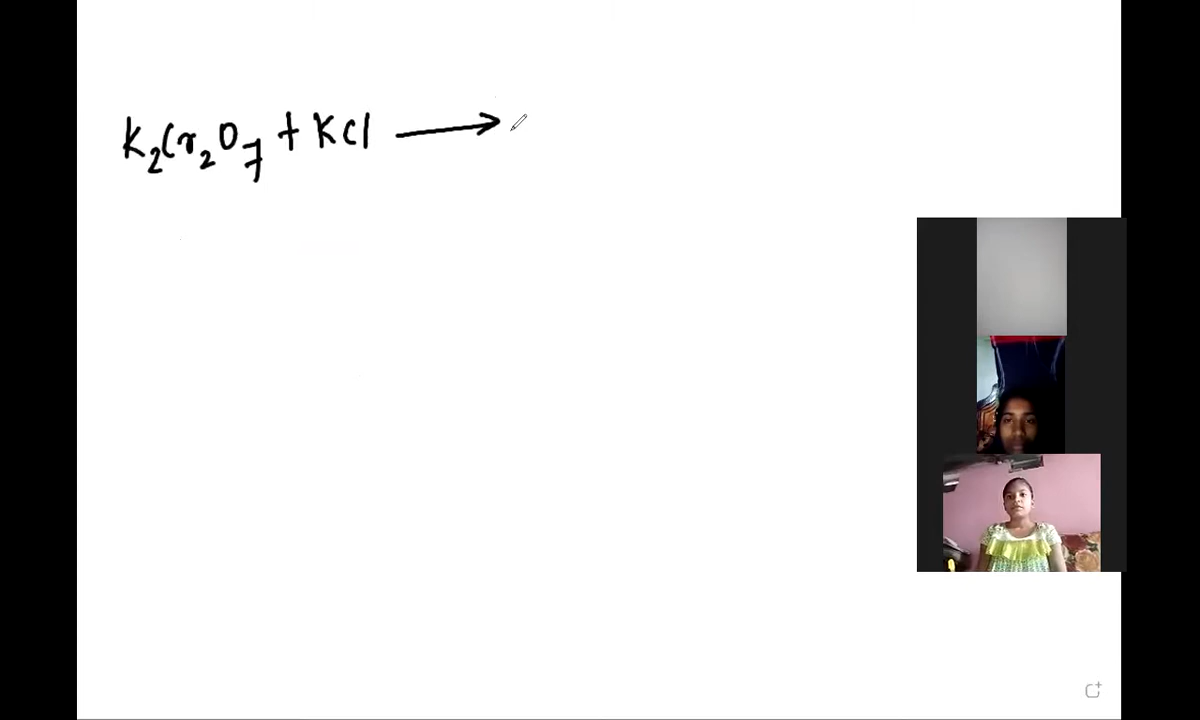 K₂Cr₂O₇ + KCl ⟶